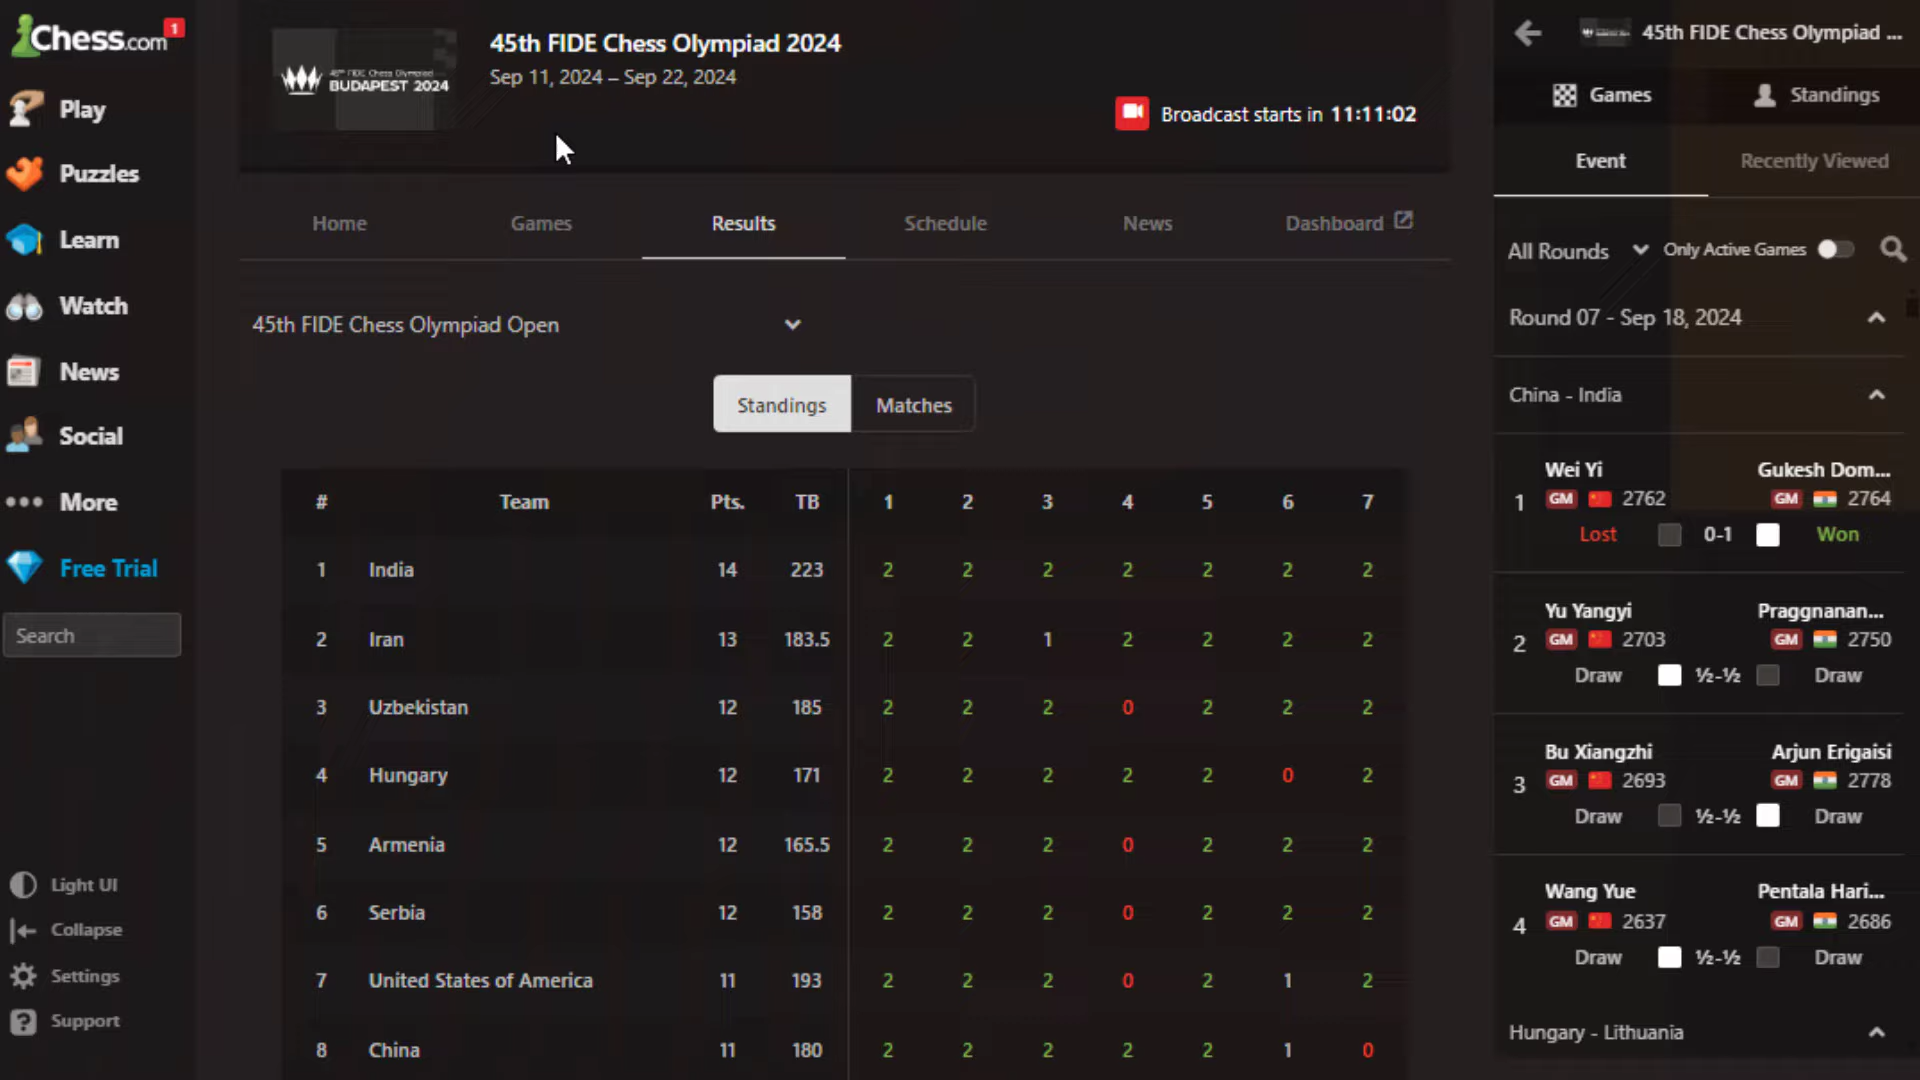 Chess.com
1
Play
Puzzles
Learn
Watch
News
Social
More
Free Trial
Search
Light UI
Collapse
Settings
Support
45th FIDE Chess Olympiad
BUDAPEST 2024
45th FIDE Chess Olympiad 2024
Sep 11, 2024 – Sep 22, 2024
Broadcast starts in 11:11:02
Home Games Results Schedule News Dashboard
45th FIDE Chess Olympiad Open
Standings Matches
# Team Pts. TB 1 2 3 4 5 6 7
1 India 14 223 2 2 2 2 2 2 2
2 Iran 13 183.5 2 2 1 2 2 2 2
3 Uzbekistan 12 185 2 2 2 0 2 2 2
4 Hungary 12 171 2 2 2 2 2 0 2
5 Armenia 12 165.5 2 2 2 0 2 2 2
6 Serbia 12 158 2 2 2 0 2 2 2
7 United States of America 11 193 2 2 2 0 2 1 2
8 China 11 180 2 2 2 2 2 1 0
45th FIDE Chess Olympiad ...
Games Standings
Event Recently Viewed
All Rounds Only Active Games
Round 07 - Sep 18, 2024
China - India
Wei Yi Gukesh Dom...
1 GM 2762 GM 2764
Lost 0-1 Won
Yu Yangyi Praggnanan...
2 GM 2703 GM 2750
Draw ½-½ Draw
Bu Xiangzhi Arjun Erigaisi
3 GM 2693 GM 2778
Draw ½-½ Draw
Wang Yue Pentala Hari...
4 GM 2637 GM 2686
Draw ½-½ Draw
Hungary - Lithuania